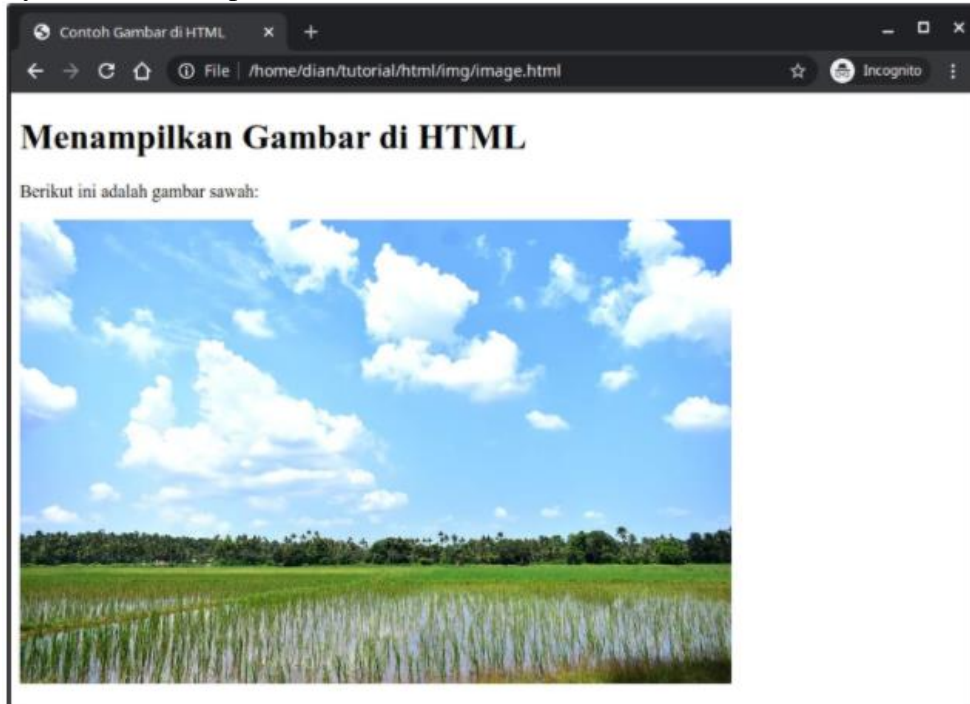 Contoh Gambar di HTML
File | /home/dian/tutorial/html/img/image.html Incognito
Menampilkan Gambar di HTML
Berikut ini adalah gambar sawah: